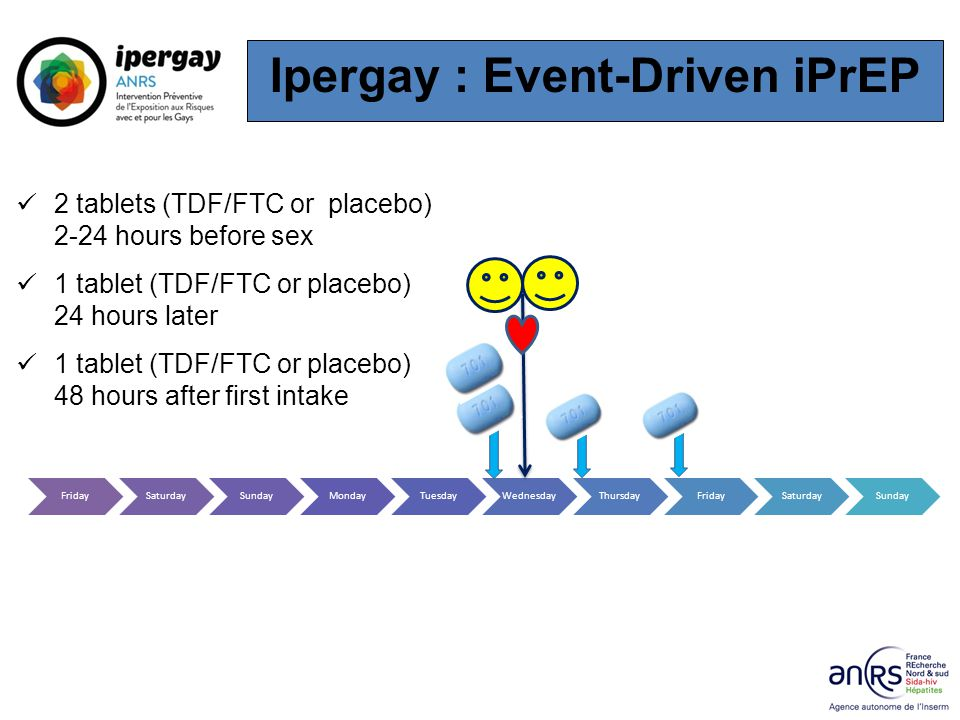 ipergay
ANRS
Intervention Préventive
de l'Exposition aux Risques
avec et pour les Gays
Ipergay : Event-Driven iPrEP
✓ 2 tablets (TDF/FTC or placebo)
2-24 hours before sex
✓ 1 tablet (TDF/FTC or placebo)
24 hours later
✓ 1 tablet (TDF/FTC or placebo)
48 hours after first intake
701
701
701
701
Friday Saturday Sunday Monday Tuesday Wednesday Thursday Friday Saturday Sunday
anRS
France
REcherche
Nord & sud
Sida-hiv
Hépatites
Agence autonome de l'Inserm